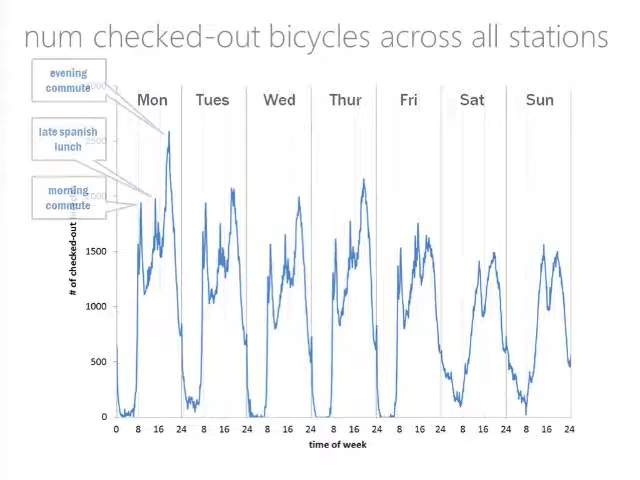 num checked-out bicycles across all stations
evening
commute
late spanish
lunch
morning
commute
Mon Tues Wed Thur Fri Sat Sun
1500
1000
500
0
# of checked-out
0 8 16 24 8 16 24 8 16 24 8 16 24 8 16 24 8 16 24 8 16 24
time of week